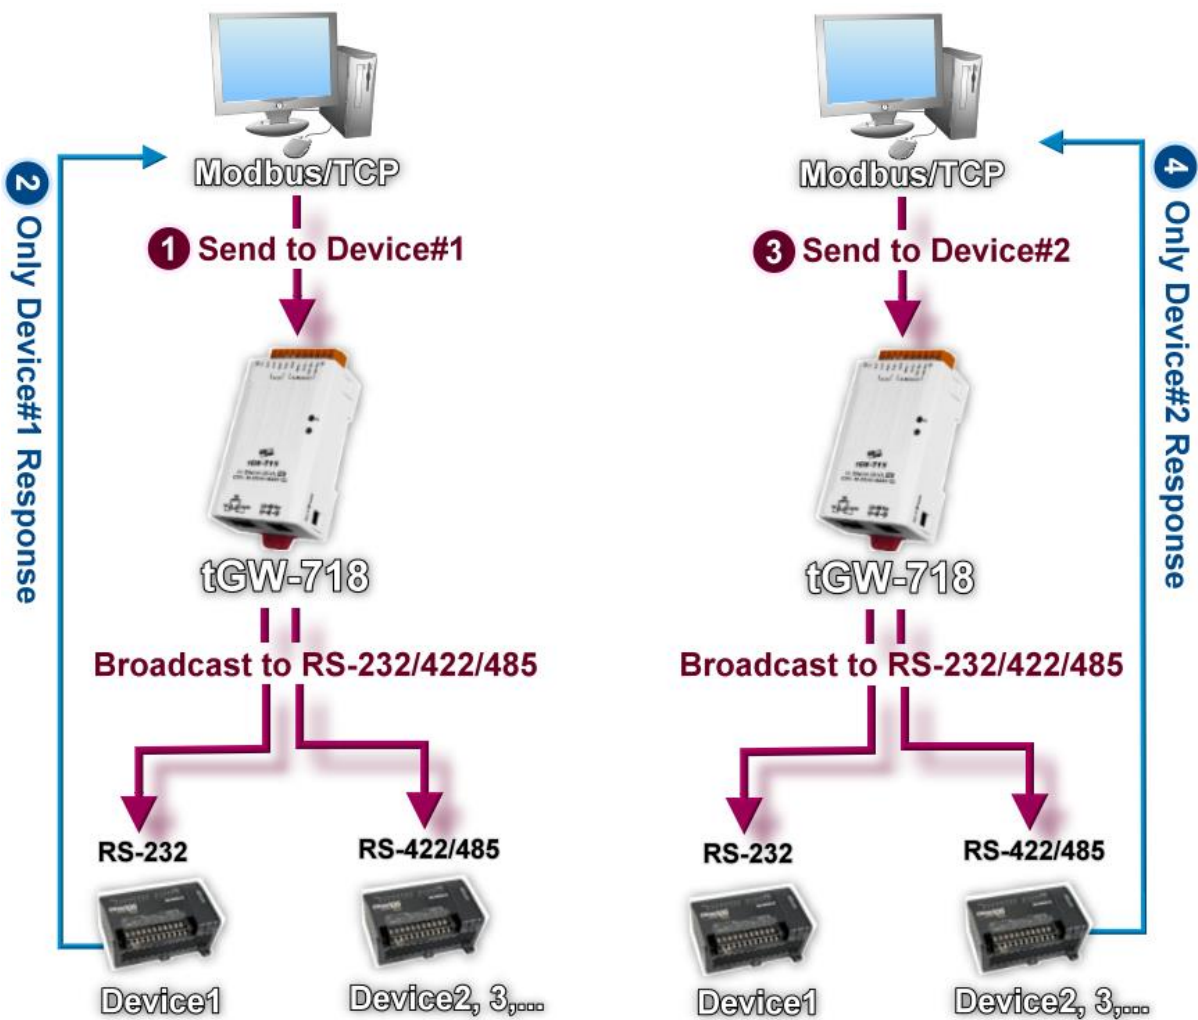 Modbus/TCP
1 Send to Device#1
2 Only Device#1 Response
tGW-718
Broadcast to RS-232/422/485
RS-232
RS-422/485
Device1
Device2, 3,...
Modbus/TCP
3 Send to Device#2
4 Only Device#2 Response
tGW-718
Broadcast to RS-232/422/485
RS-232
RS-422/485
Device1
Device2, 3,...